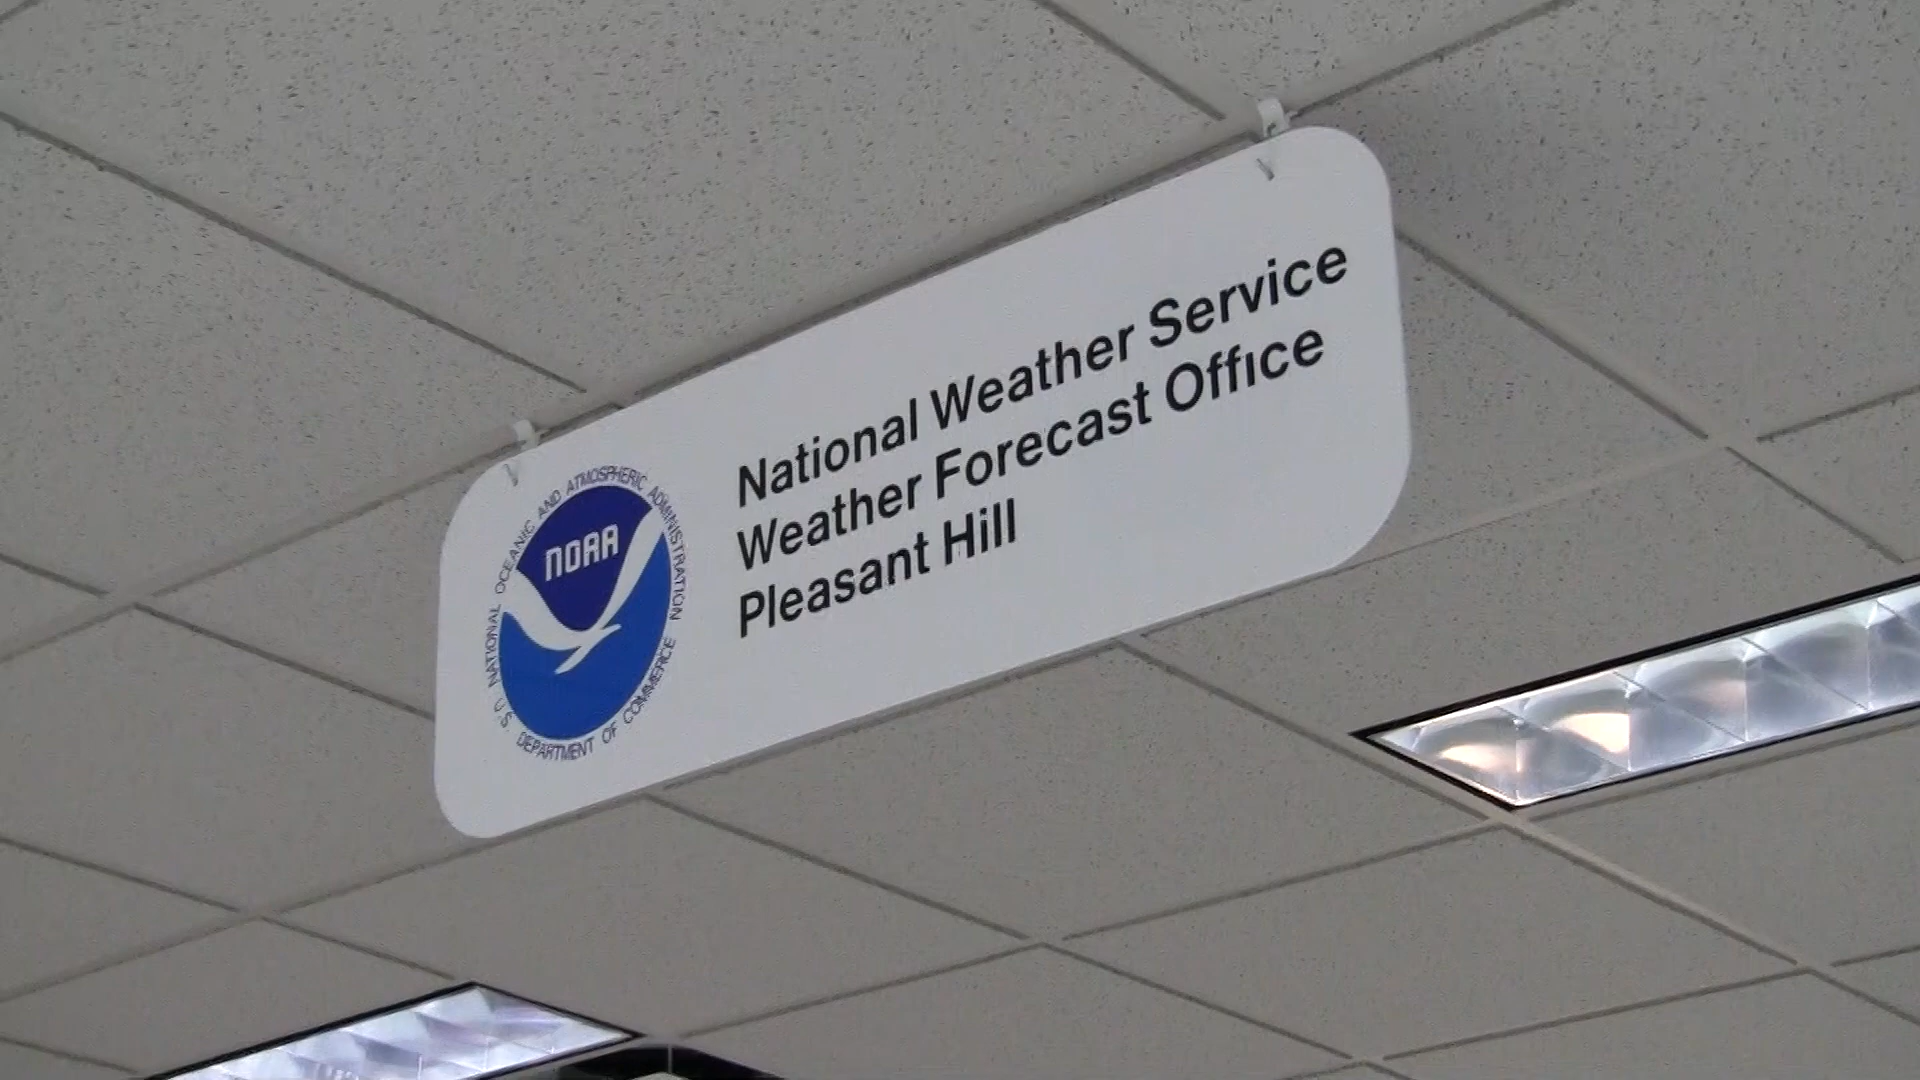 National Weather Service
Weather Forecast Office
Pleasant Hill
NOAA
NATIONAL OCEANIC AND ATMOSPHERIC ADMINISTRATION
U.S. DEPARTMENT OF COMMERCE